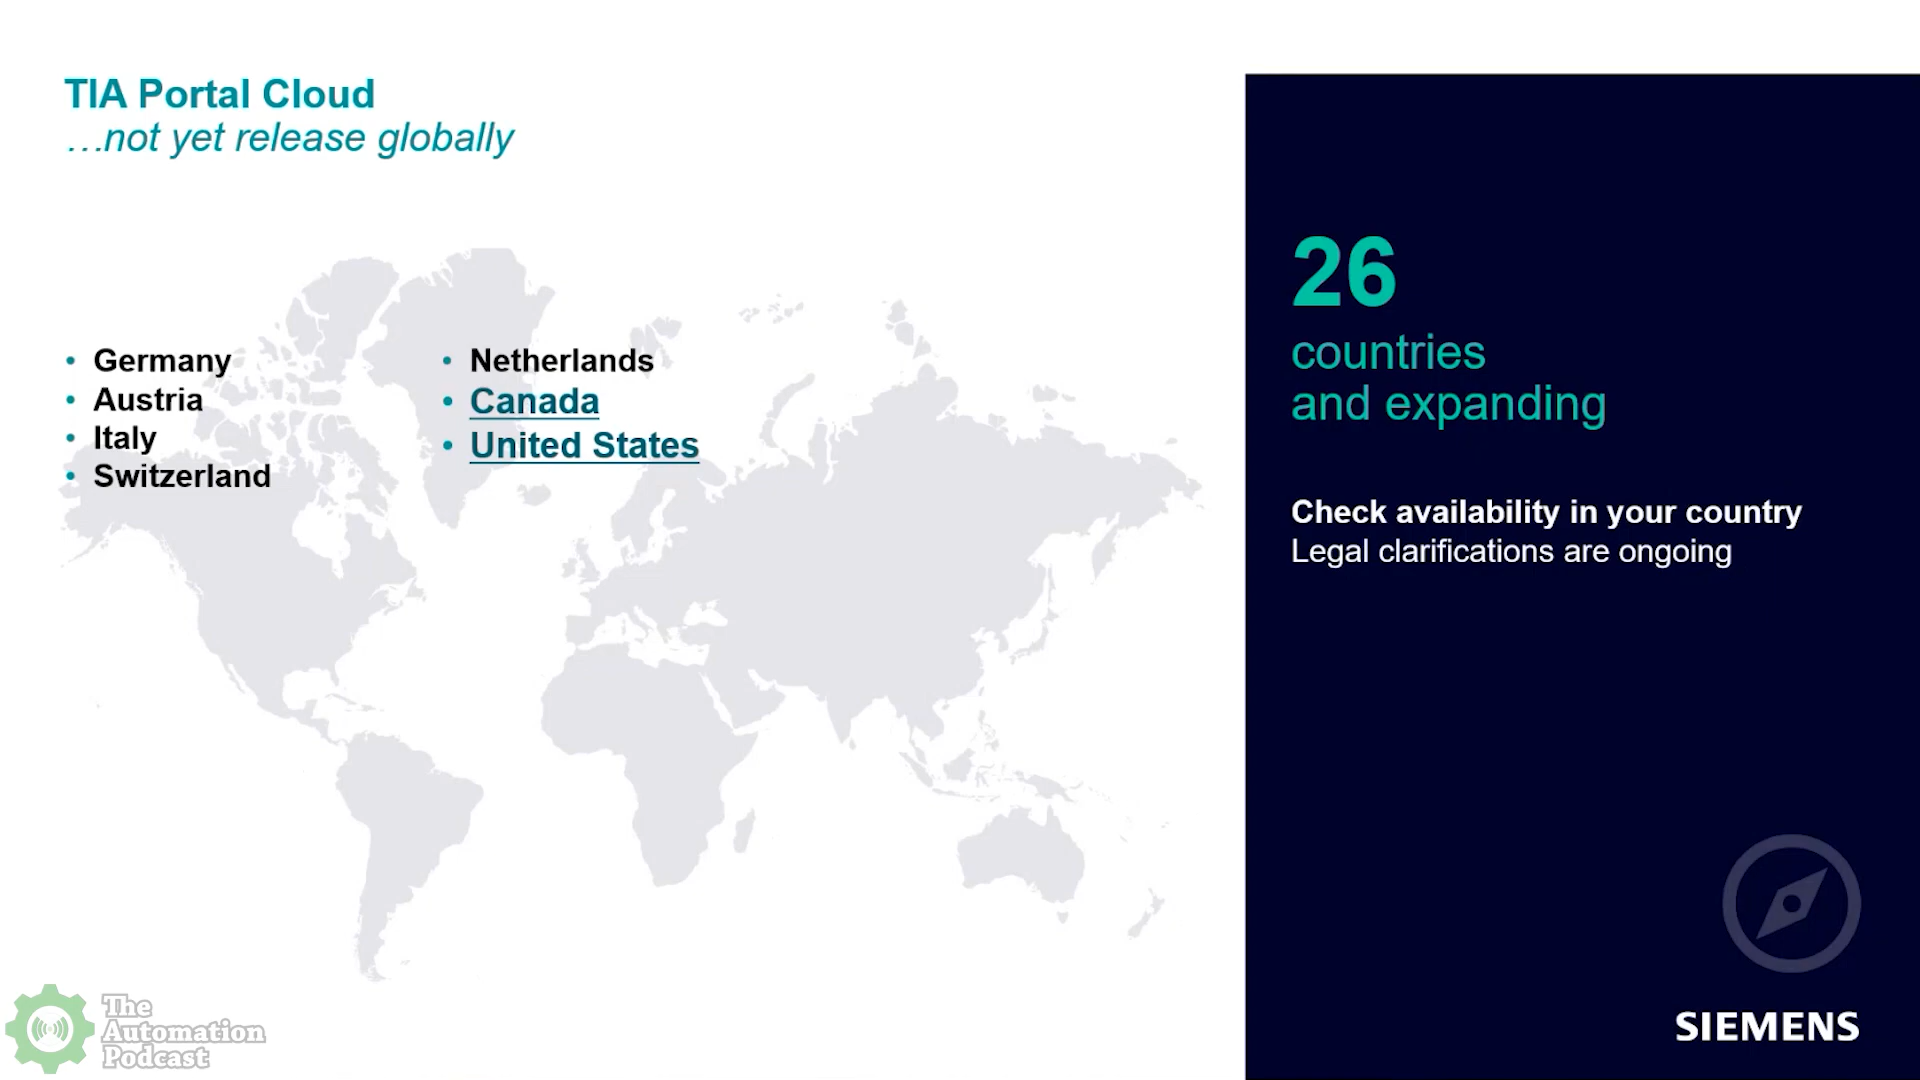 TIA Portal Cloud
…not yet release globally
• Germany
• Austria
• Italy
• Switzerland
• Netherlands
• Canada
• United States
26
countries
and expanding
Check availability in your country
Legal clarifications are ongoing
SIEMENS
The
Automation
Podcast